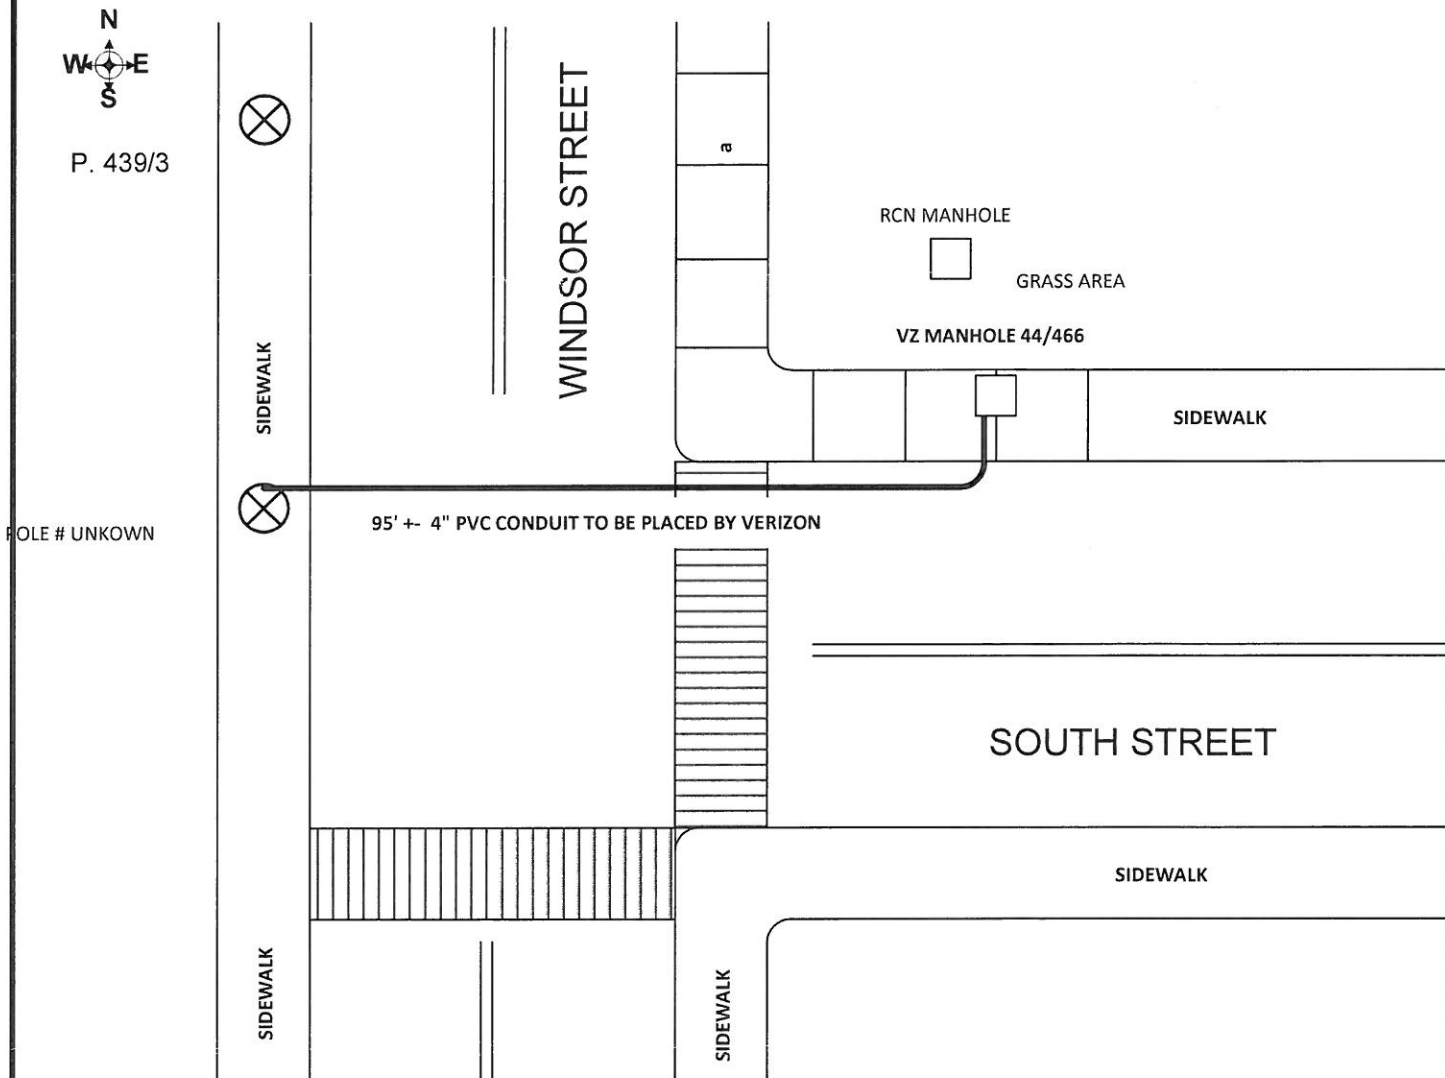 N
W E
S
P. 439/3
WINDSOR STREET
a
RCN MANHOLE
GRASS AREA
VZ MANHOLE 44/466
SIDEWALK
SIDEWALK
95' +- 4" PVC CONDUIT TO BE PLACED BY VERIZON
POLE # UNKOWN
SOUTH STREET
SIDEWALK
SIDEWALK
SIDEWALK